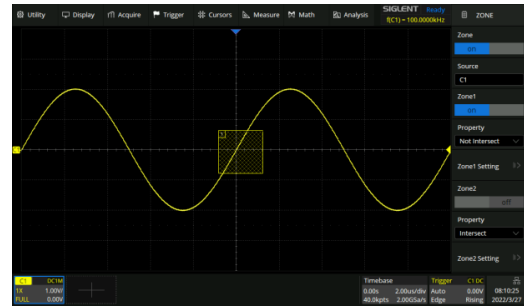 Utility Display Acquire Trigger Cursors Measure Math Analysis
SIGLENT Ready
f(C1) = 100.0000kHz
ZONE
Zone
on
Source
C1
Zone1
on
Property
Not Intersect
Zone1 Setting
Zone2
off
Property
Intersect
Zone2 Setting
C1
1
C1 DC1M
1X 1.00V/
FULL 0.00V
Timebase
0.00s 2.00us/div
40.0kpts 2.00GSa/s
Trigger C1 DC
Auto 0.00V
Edge Rising
08:10:25
2022/3/27